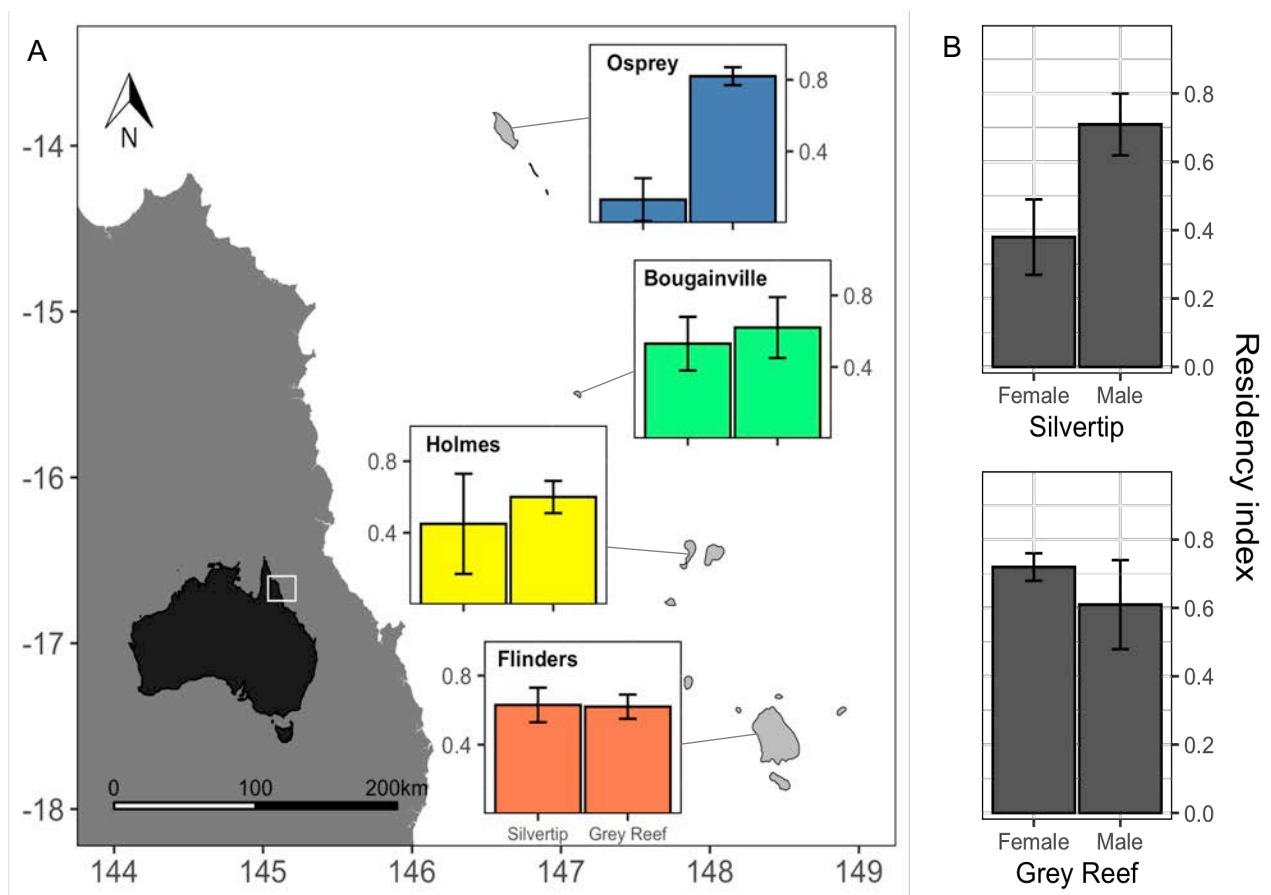 A
N
-14
-15
-16
-17
-18
144
145
146
147
148
149
0 100 200km
Osprey
0.8
0.4
Bougainville
0.8
0.4
Holmes
0.8
0.4
Flinders
0.8
0.4
Silvertip Grey Reef
B
0.8
0.6
0.4
0.2
0.0
Female Male
Silvertip
0.8
0.6
0.4
0.2
0.0
Female Male
Grey Reef
Residency index